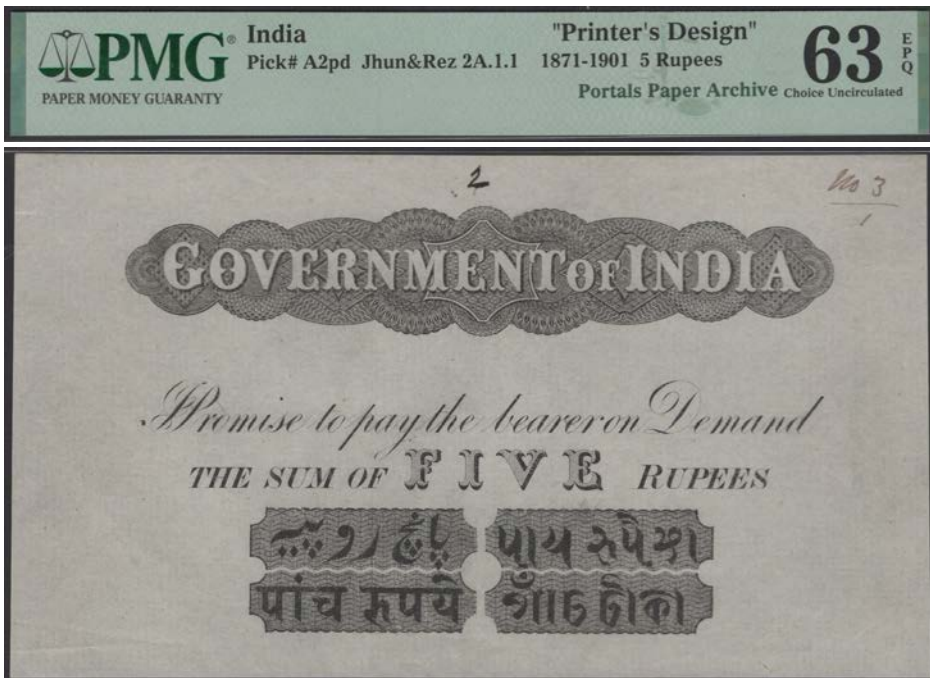 PMG
PAPER MONEY GUARANTY
India "Printer's Design"
Pick# A2pd Jhun&Rez 2A.1.1 1871-1901 5 Rupees
Portals Paper Archive
63
EPQ
Choice Uncirculated
2
No 3
1
GOVERNMENT OF INDIA
I Promise to pay the bearer on Demand
THE SUM OF FIVE RUPEES
پانچ روپیہ
पांच रुपये